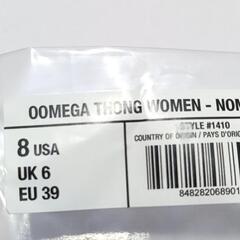 OOMEGA THONG WOMEN - NON
STYLE #1410
COUNTRY OF ORIGIN / PAYS D'ORIG
8 USA
UK 6
EU 39
848282068901